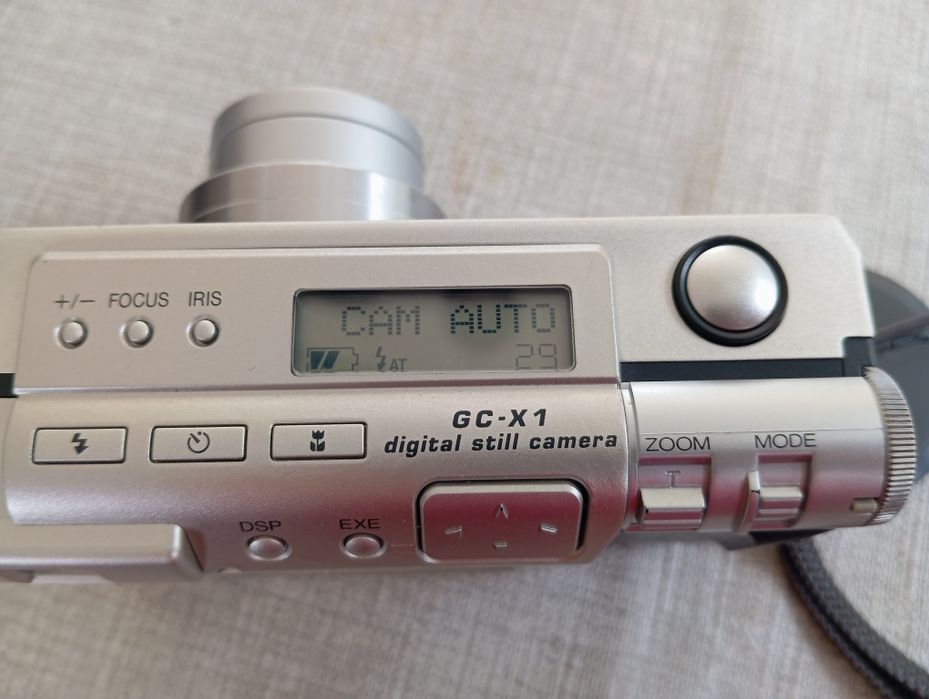 +/− FOCUS IRIS
CAM AUTO
AT 29
GC-X1
digital still camera
ZOOM MODE
T
DSP EXE